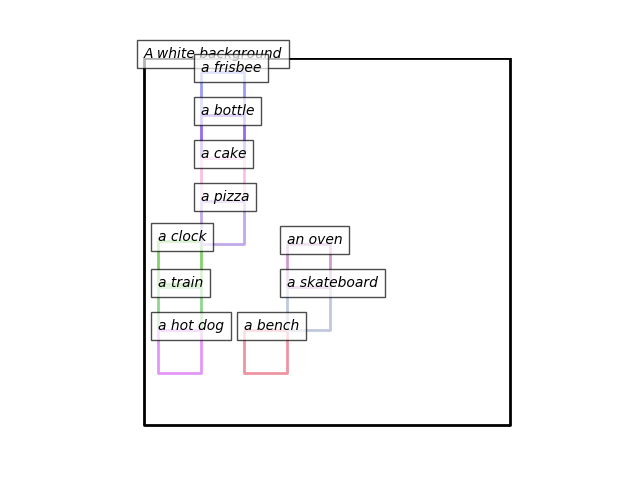 A white background
a frisbee
a bottle
a cake
a pizza
a clock
an oven
a train
a skateboard
a hot dog
a bench